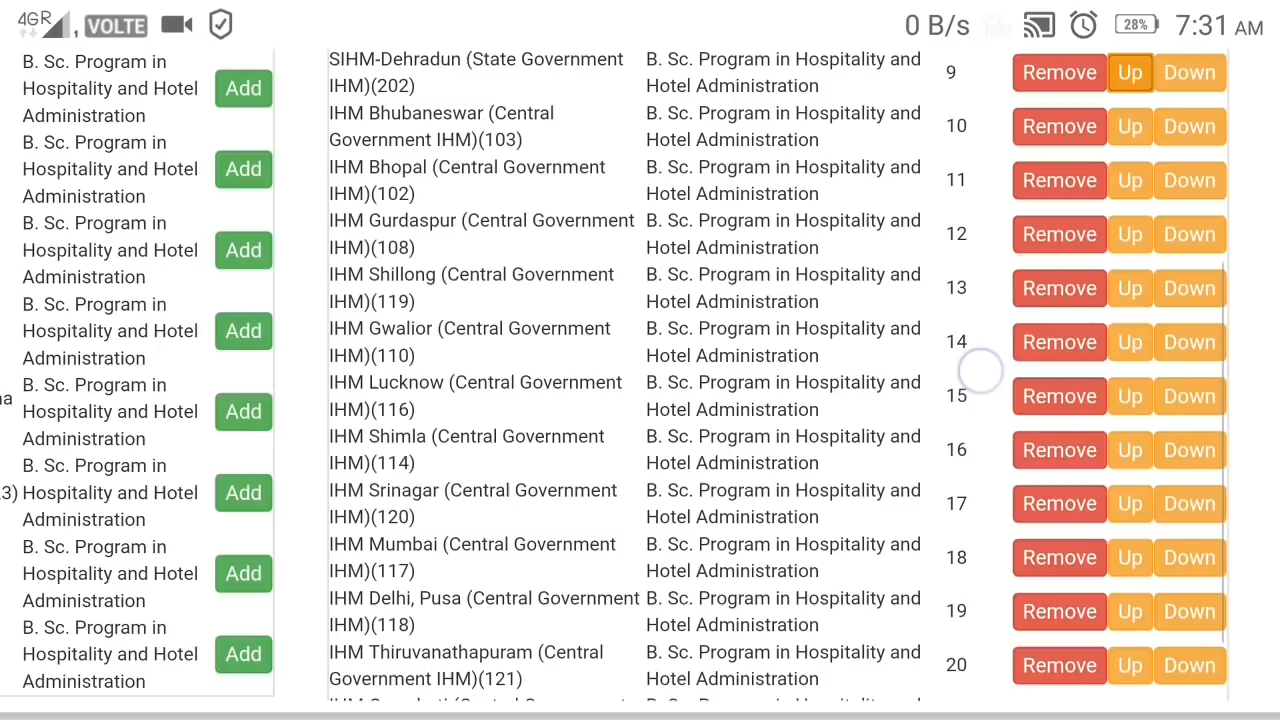 4G R VOLTE 0 B/s 28% 7:31 AM
B. Sc. Program in
Hospitality and Hotel
Administration
Add
B. Sc. Program in
Hospitality and Hotel
Administration
Add
B. Sc. Program in
Hospitality and Hotel
Administration
Add
B. Sc. Program in
Hospitality and Hotel
Administration
Add
na
B. Sc. Program in
Hospitality and Hotel
Administration
Add
3)
B. Sc. Program in
Hospitality and Hotel
Administration
Add
B. Sc. Program in
Hospitality and Hotel
Administration
Add
B. Sc. Program in
Hospitality and Hotel
Administration
Add
SIHM-Dehradun (State Government B. Sc. Program in Hospitality and
IHM)(202) Hotel Administration
9 Remove Up Down
IHM Bhubaneswar (Central B. Sc. Program in Hospitality and
Government IHM)(103) Hotel Administration
10 Remove Up Down
IHM Bhopal (Central Government B. Sc. Program in Hospitality and
IHM)(102) Hotel Administration
11 Remove Up Down
IHM Gurdaspur (Central Government B. Sc. Program in Hospitality and
IHM)(108) Hotel Administration
12 Remove Up Down
IHM Shillong (Central Government B. Sc. Program in Hospitality and
IHM)(119) Hotel Administration
13 Remove Up Down
IHM Gwalior (Central Government B. Sc. Program in Hospitality and
IHM)(110) Hotel Administration
14 Remove Up Down
IHM Lucknow (Central Government B. Sc. Program in Hospitality and
IHM)(116) Hotel Administration
15 Remove Up Down
IHM Shimla (Central Government B. Sc. Program in Hospitality and
IHM)(114) Hotel Administration
16 Remove Up Down
IHM Srinagar (Central Government B. Sc. Program in Hospitality and
IHM)(120) Hotel Administration
17 Remove Up Down
IHM Mumbai (Central Government B. Sc. Program in Hospitality and
IHM)(117) Hotel Administration
18 Remove Up Down
IHM Delhi, Pusa (Central Government B. Sc. Program in Hospitality and
IHM)(118) Hotel Administration
19 Remove Up Down
IHM Thiruvanathapuram (Central B. Sc. Program in Hospitality and
Government IHM)(121) Hotel Administration
20 Remove Up Down